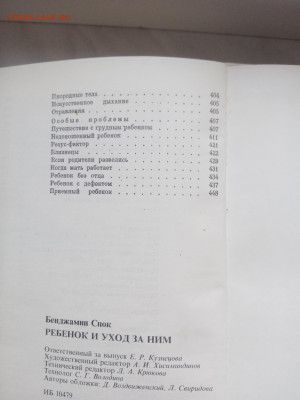 Инородные тела . . . . . . . 404
Искусственное дыхание . . . . . 405
Отравления . . . . . . . 405
Особые проблемы . . . . . 407
Путешествие с грудным ребенком . . . 407
Недоношенный ребенок . . . . . 411
Резус-фактор . . . . . . . 421
Близнецы . . . . . . . 422
Если родители развелись . . . . 429
Когда мать работает . . . . . 431
Ребенок без отца . . . . . . 434
Ребенок с дефектом . . . . . 437
Приемный ребенок . . . . . . 448
Бенджамин Спок
РЕБЕНОК И УХОД ЗА НИМ
Ответственный за выпуск Е. Р. Кузнецова
Художественный редактор А. И. Хисиминдинов
Технический редактор Л. А. Крюкова
Технолог С. Г. Володина
Авторы обложки: Д. Воздвиженский, Л. Свиридова
ИБ 10479